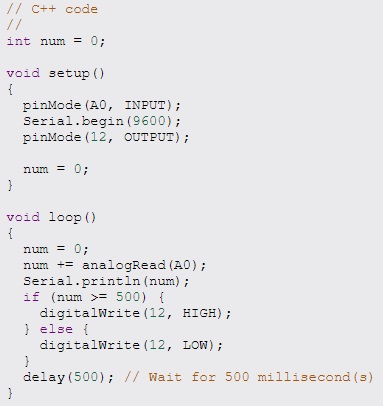 // C++ code
//
int num = 0;

void setup()
{
  pinMode(A0, INPUT);
  Serial.begin(9600);
  pinMode(12, OUTPUT);

  num = 0;
}

void loop()
{
  num = 0;
  num += analogRead(A0);
  Serial.println(num);
  if (num >= 500) {
    digitalWrite(12, HIGH);
  } else {
    digitalWrite(12, LOW);
  }
  delay(500); // Wait for 500 millisecond(s)
}